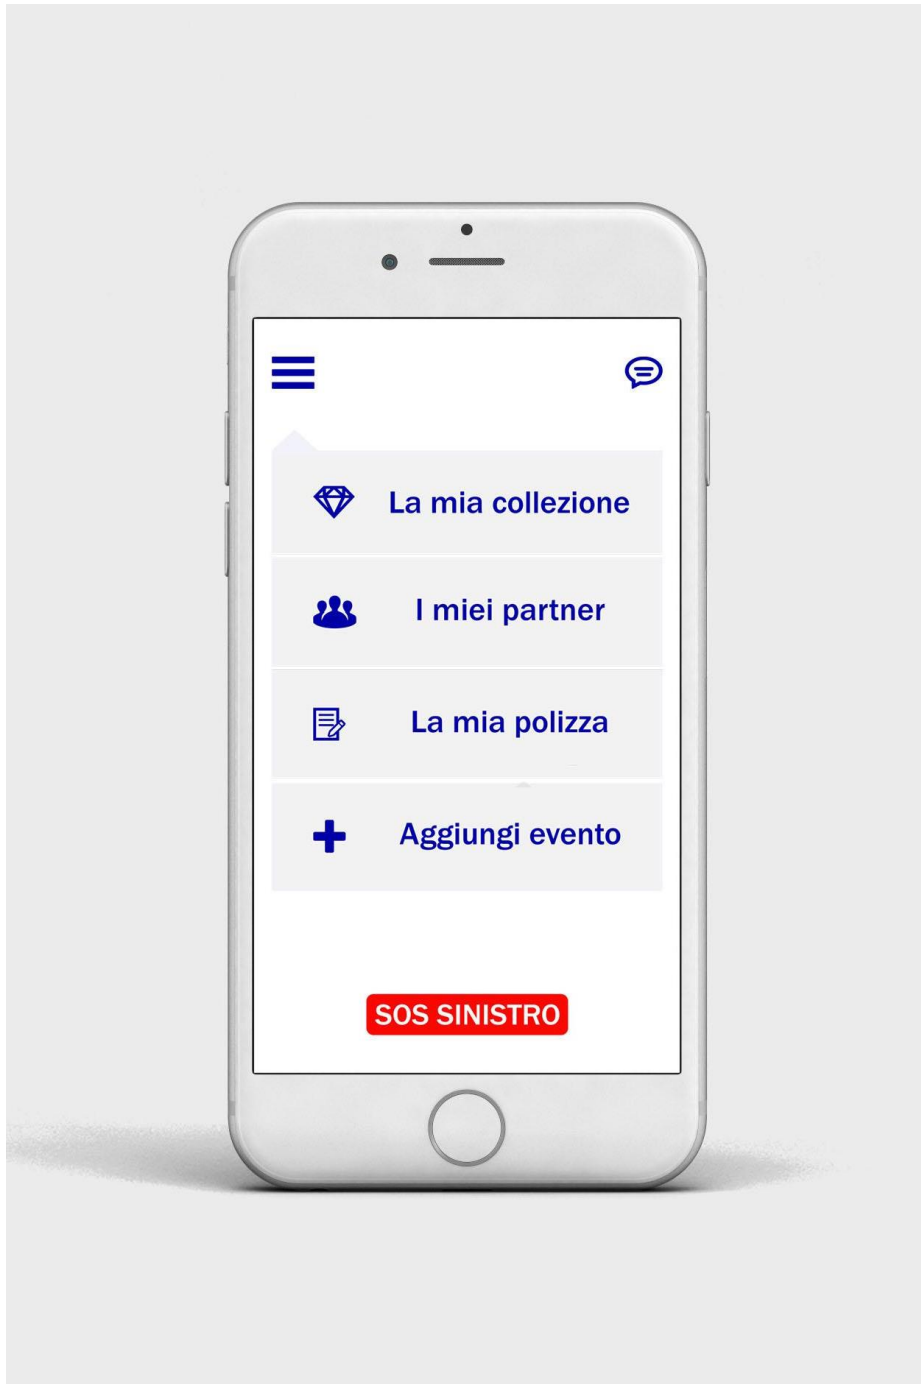 La mia collezione
I miei partner
La mia polizza
Aggiungi evento
SOS SINISTRO